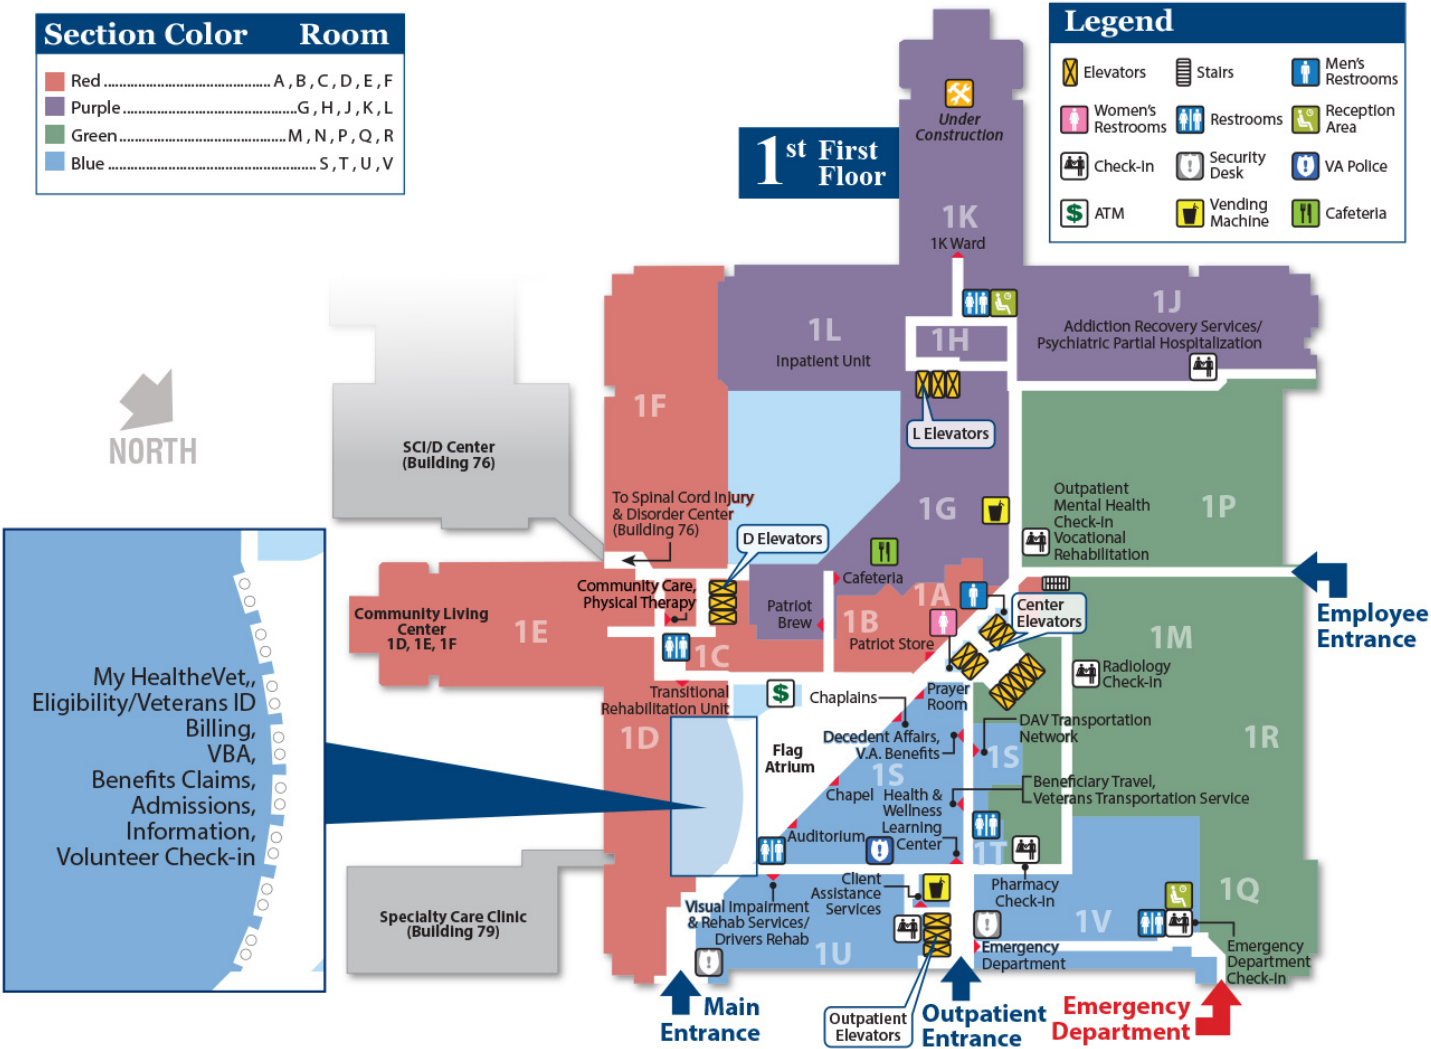 Section Color Room
Red A, B, C, D, E, F
Purple G, H, J, K, L
Green M, N, P, Q, R
Blue S, T, U, V
1st First
Floor
Legend
Elevators
Stairs
Men's
Restrooms
Women's
Restrooms
Restrooms
Reception
Area
Check-in
Security
Desk
VA Police
ATM
Vending
Machine
Cafeteria
Under
Construction
1K
1K Ward
1L
Inpatient Unit
1H
1J
Addiction Recovery Services/
Psychiatric Partial Hospitalization
L Elevators
1F
NORTH
SCI/D Center
(Building 76)
To Spinal Cord Injury
& Disorder Center
(Building 76)
D Elevators
1G
Cafeteria
Outpatient
Mental Health
Check-in
Vocational
Rehabilitation
1P
Employee
Entrance
Community Care,
Physical Therapy
Patriot
Brew
1B
1A
Patriot Store
Center
Elevators
Community Living
Center
1D, 1E, 1F
1E
1C
1M
Radiology
Check-in
Transitional
Rehabilitation Unit
1D
Chaplains
Prayer
Room
Flag
Atrium
Decedent Affairs,
V.A. Benefits
DAV Transportation
Network
1S
1S
1R
Chapel
Health &
Wellness
Learning
Center
Beneficiary Travel,
Veterans Transportation Service
Auditorium
1T
Pharmacy
Check-in
My HealtheVet,,
Eligibility/Veterans ID
Billing,
VBA,
Benefits Claims,
Admissions,
Information,
Volunteer Check-in
Specialty Care Clinic
(Building 79)
Visual Impairment
& Rehab Services/
Drivers Rehab
Client
Assistance
Services
1U
Emergency
Department
1V
1Q
Emergency
Department
Check-in
Main
Entrance
Outpatient
Elevators
Outpatient
Entrance
Emergency
Department